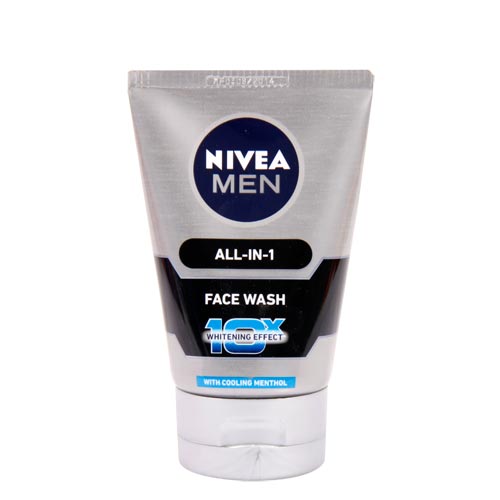 NIVEA
MEN
ALL-IN-1
FACE WASH
10X
WHITENING EFFECT
WITH COOLING MENTHOL